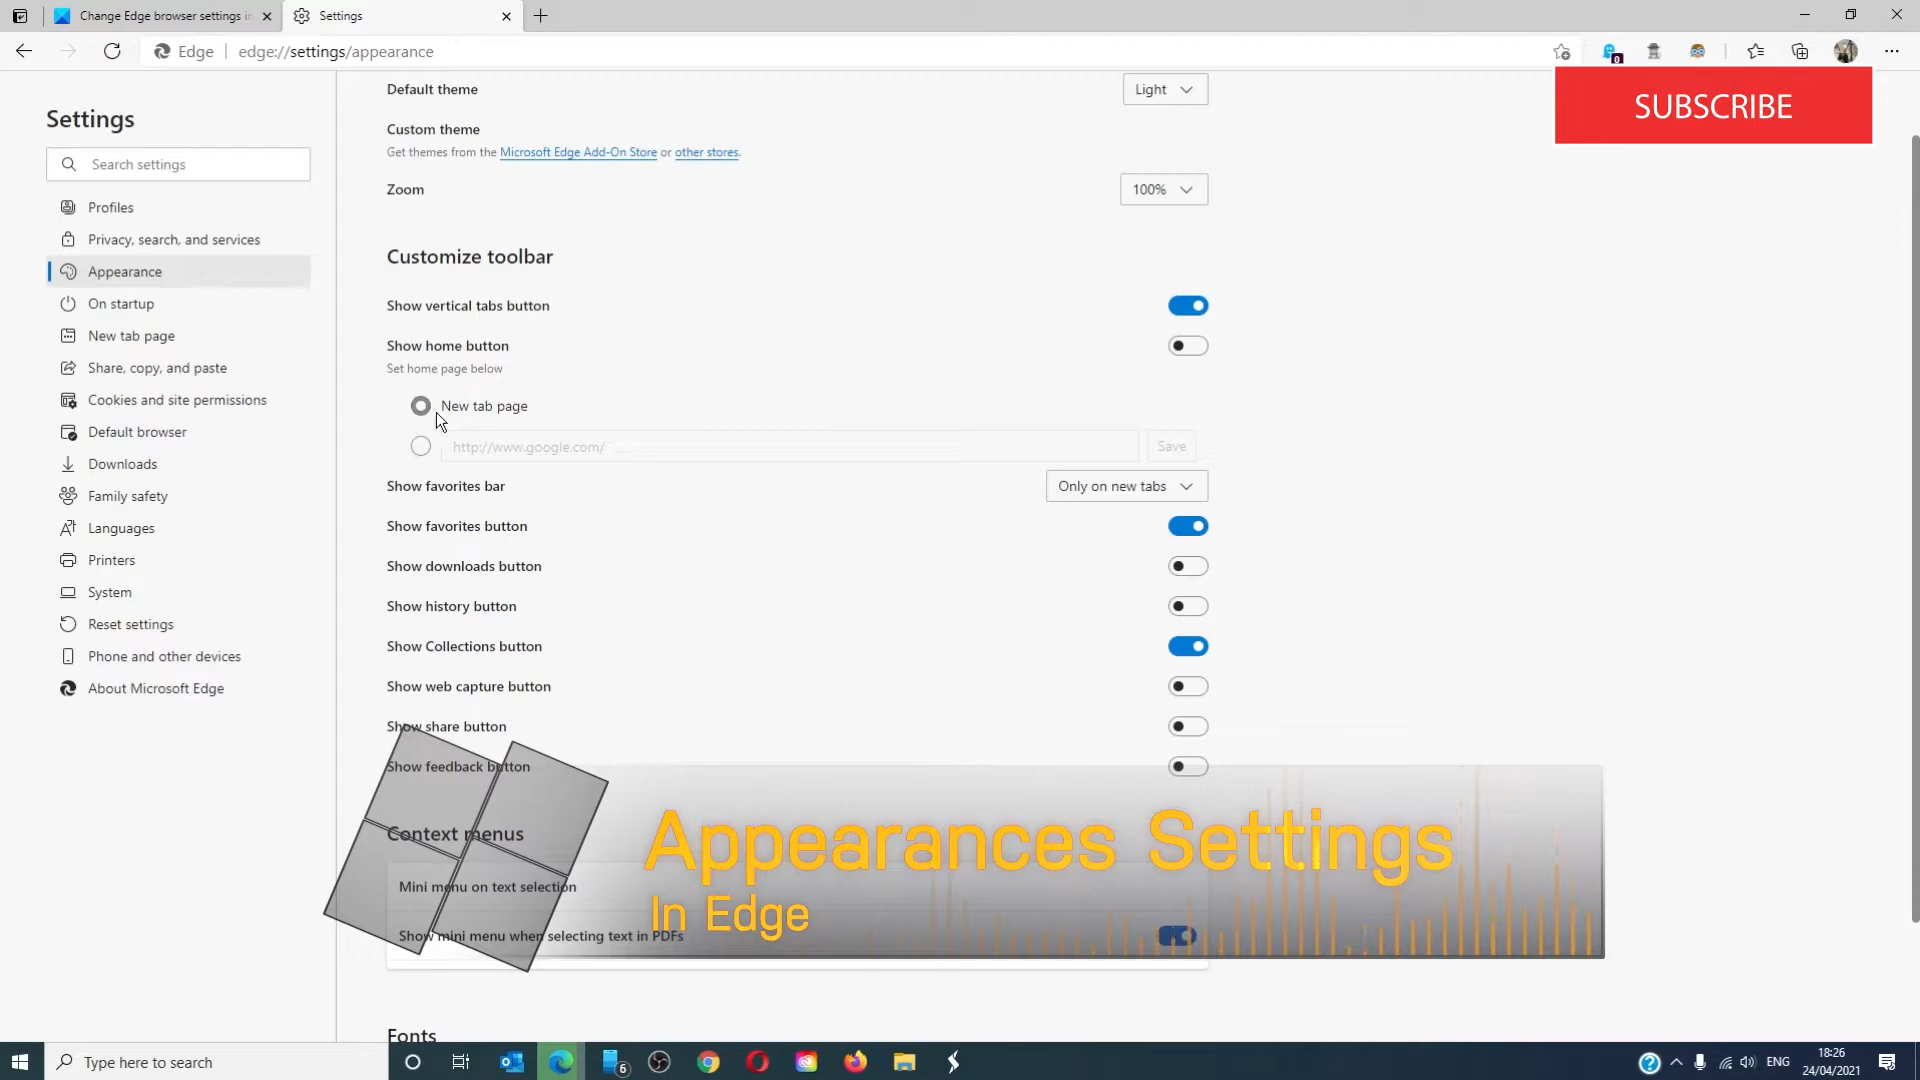 Change Edge browser settings in
Settings
Edge
edge://settings/appearance
0
SUBSCRIBE
Settings
Search settings
Profiles
Privacy, search, and services
Appearance
On startup
New tab page
Share, copy, and paste
Cookies and site permissions
Default browser
Downloads
Family safety
Languages
Printers
System
Reset settings
Phone and other devices
About Microsoft Edge
Default theme
Light
Custom theme
Get themes from the Microsoft Edge Add-On Store or other stores.
Zoom
100%
Customize toolbar
Show vertical tabs button
Show home button
Set home page below
New tab page
http://www.google.com/
Save
Show favorites bar
Only on new tabs
Show favorites button
Show downloads button
Show history button
Show Collections button
Show web capture button
Show share button
Show feedback button
Context menus
Mini menu on text selection
Show mini menu when selecting text in PDFs
Appearances Settings
In Edge
Fonts
Type here to search
6
ENG
18:26
24/04/2021